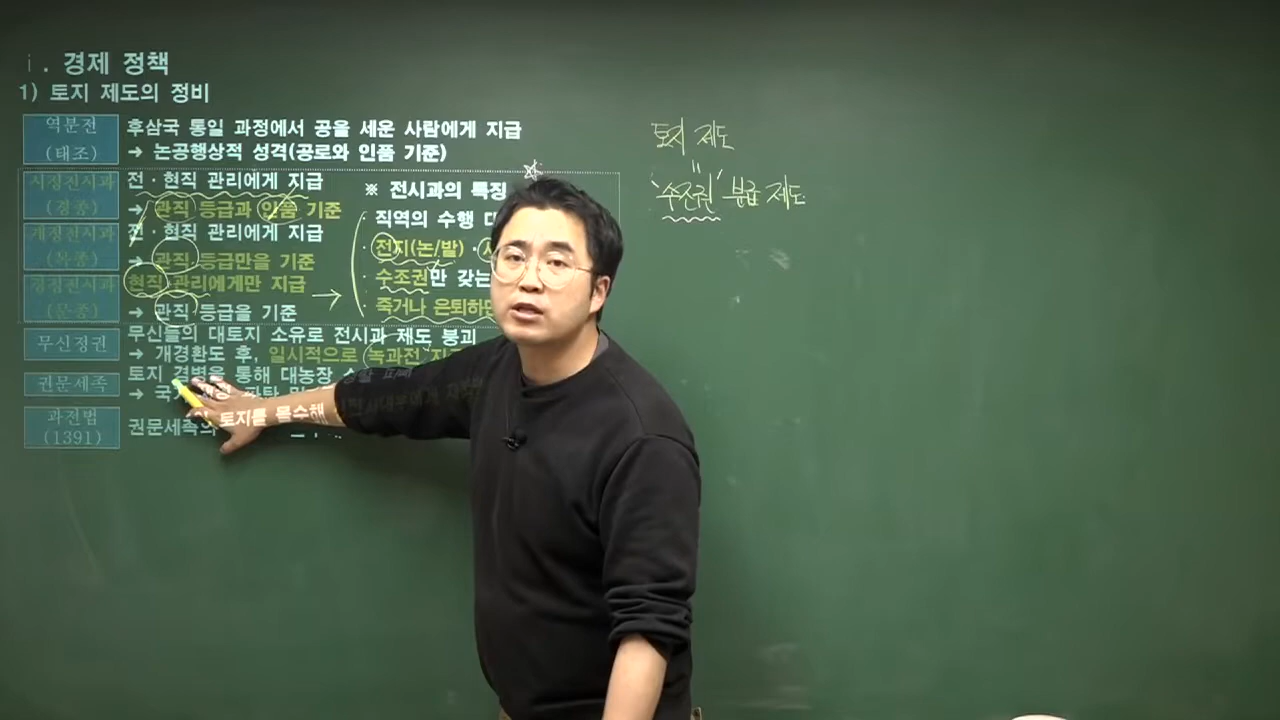 ⅰ. 경제 정책
1) 토지 제도의 정비
역분전
(태조)
후삼국 통일 과정에서 공을 세운 사람에게 지급
→ 논공행상적 성격(공로와 인품 기준)
시정전시과
(경종)
전·현직 관리에게 지급
→ 관직 등급과 인품 기준
개정전시과
(목종)
전·현직 관리에게 지급
→ 관직 등급만을 기준
경정전시과
(문종)
현직 관리에게만 지급
→ 관직 등급을 기준
※ 전시과의 특징
직역의 수행 대
· 전지(논/밭)·
· 수조권만 갖는
· 죽거나 은퇴하면
무신정권
무신들의 대토지 소유로 전시과 제도 붕괴
→ 개경환도 후, 일시적으로 녹과전 지급
권문세족
토지 겸병을 통해 대농장
→ 국가 재정 파탄 및
과전법
(1391)
권문세족의 토지를 몰수해
토지 제도
"
'수조권' 분급 제도